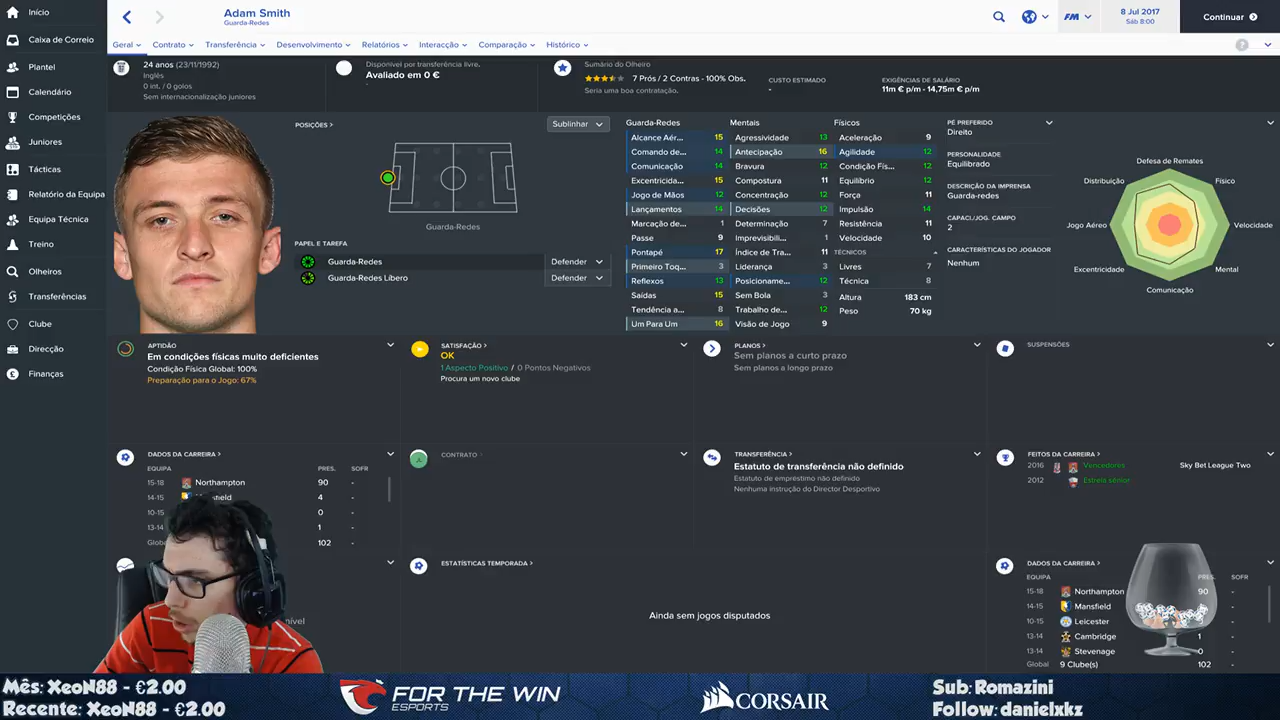 Início
Caixa de Correio
Plantel
Calendário
Competições
Juniores
Tácticas
Relatório da Equipa
Equipa Técnica
Treino
Olheiros
Transferências
Clube
Direcção
Finanças
Adam Smith
Guarda-Redes
FM
8 Jul 2017
Sáb 8:00
Continuar
Geral
Contrato
Transferência
Desenvolvimento
Relatórios
Interacção
Comparação
Histórico
24 anos (23/11/1992)
Inglês
0 int. / 0 golos
Sem internacionalização juniores
Disponível por transferência livre.
Avaliado em 0 €
-
Sumário do Olheiro
7 Prós / 2 Contras - 100% Obs.
Seria uma boa contratação.
CUSTO ESTIMADO
-
EXIGÊNCIAS DE SALÁRIO
11m € p/m - 14,75m € p/m
POSIÇÕES >
Sublinhar
Guarda-Redes
PAPEL E TAREFA
Guarda-Redes Defender
Guarda-Redes Líbero Defender
Guarda-Redes
Alcance Aér... 15
Comando de... 14
Comunicação 14
Excentricida... 15
Jogo de Mãos 12
Lançamentos 14
Marcação de... 1
Passe 9
Pontapé 17
Primeiro Toq... 3
Reflexos 13
Saídas 15
Tendência a... 8
Um Para Um 16
Mentais
Agressividade 13
Antecipação 16
Bravura 12
Compostura 11
Concentração 12
Decisões 12
Determinação 7
Imprevisibili... 1
Índice de Tra... 11
Liderança 3
Posicioname... 12
Sem Bola 3
Trabalho de... 12
Visão de Jogo 9
Físicos
Aceleração 9
Agilidade 12
Condição Fís... 12
Equilíbrio 12
Força 11
Impulsão 14
Resistência 11
Velocidade 10
TÉCNICOS
Livres 7
Técnica 8
Altura 183 cm
Peso 70 kg
PÉ PREFERIDO
Direito
PERSONALIDADE
Equilibrado
DESCRIÇÃO DA IMPRENSA
Guarda-redes
CAPACI./JOG. CAMPO
2
CARACTERÍSTICAS DO JOGADOR
Nenhum
Defesa de Remates
Distribuição
Físico
Jogo Aéreo
Velocidade
Excentricidade
Mental
Comunicação
APTIDÃO
Em condições físicas muito deficientes
Condição Física Global: 100%
Preparação para o Jogo: 67%
SATISFAÇÃO >
OK
1 Aspecto Positivo / 0 Pontos Negativos
Procura um novo clube
PLANOS >
Sem planos a curto prazo
Sem planos a longo prazo
SUSPENSÕES
DADOS DA CARREIRA >
EQUIPA PRES. SOFR
15-18 Northampton 90 -
14-15 field 4 -
10-15 0 -
13-14 1 -
Globa 102 -
CONTRATO
TRANSFERÊNCIA >
Estatuto de transferência não definido
Estatuto de empréstimo não definido
Nenhuma instrução do Director Desportivo
FEITOS DA CARREIRA >
2016 Vencedores Sky Bet League Two
2012 Estreia sénior
nível
ESTATÍSTICAS TEMPORADA >
Ainda sem jogos disputados
DADOS DA CARREIRA >
EQUIPA PRES. SOFR
15-18 Northampton 90 -
14-15 Mansfield -
10-15 Leicester -
13-14 Cambridge 1 -
13-14 Stevenage 0 -
Global 9 Clube(s) 102 -
Mês: XeoN88 - €2.00
Recente: XeoN88 - €2.00
FOR THE WIN
ESPORTS
CORSAIR
Sub: Romazini
Follow: danielxkz